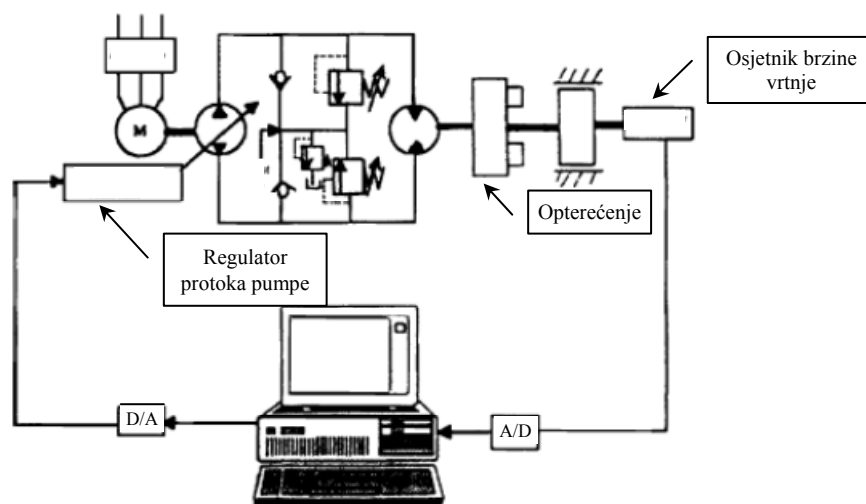 Osjetnik brzine
vrtnje
M
Opterećenje
Regulator
protoka pumpe
D/A
A/D